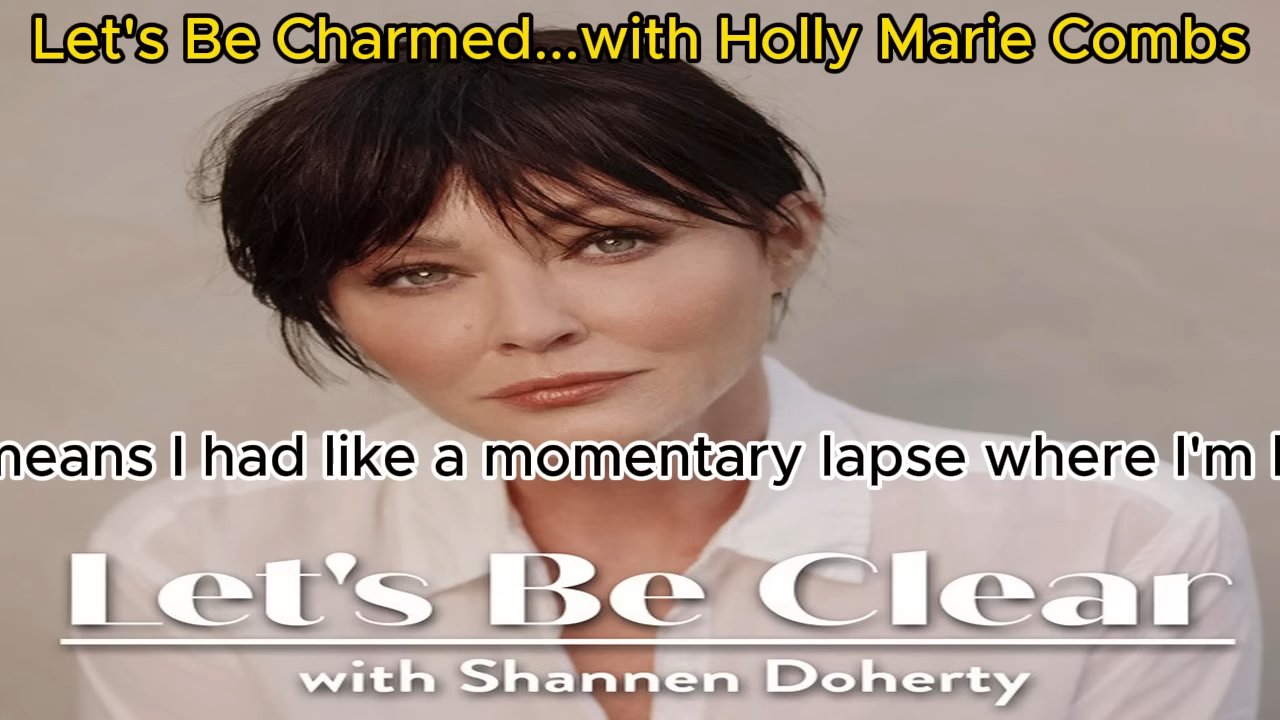 Let's Be Charmed...with Holly Marie Combs
means I had like a momentary lapse where I'm
Let's Be Clear
with Shannen Doherty